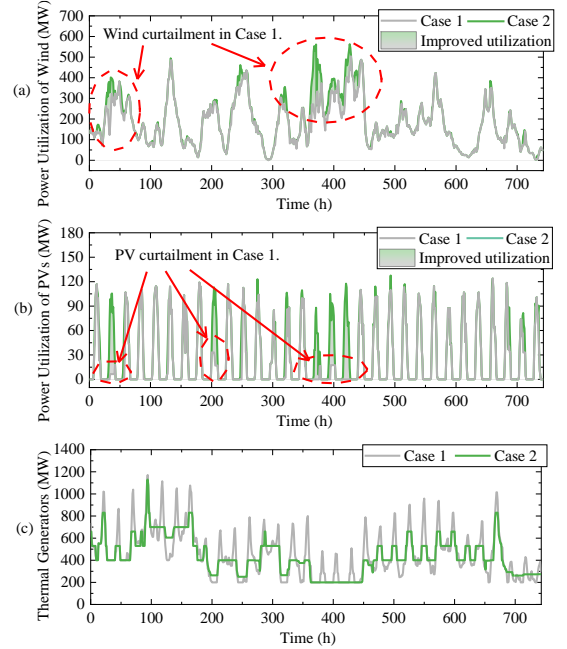 Case 1 Case 2
Improved utilization
Wind curtailment in Case 1.
(a)
Power Utilization of Wind (MW)
700
600
500
400
300
200
100
0
0 100 200 300 400 500 600 700
Time (h)
Case 1 Case 2
Improved utilization
PV curtailment in Case 1.
(b)
Power Utilization of PVs (MW)
180
150
120
90
60
30
0
0 100 200 300 400 500 600 700
Time (h)
Case 1 Case 2
(c)
Thermal Generators (MW)
1400
1200
1000
800
600
400
200
0 100 200 300 400 500 600 700
Time (h)